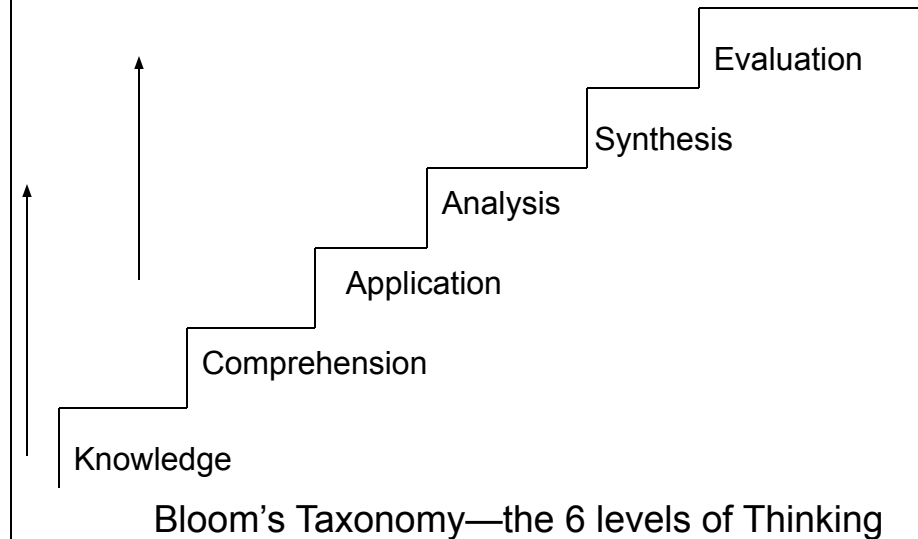 Evaluation
Synthesis
Analysis
Application
Comprehension
Knowledge
Bloom’s Taxonomy—the 6 levels of Thinking